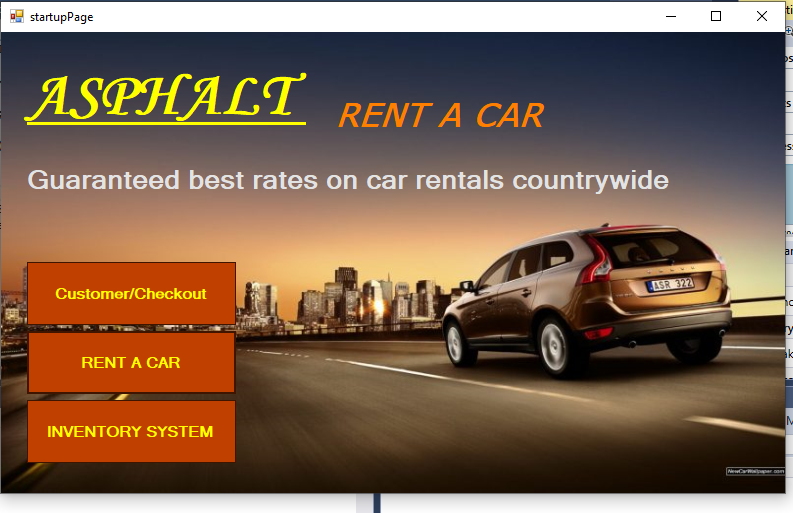 startupPage
ASPHALT
RENT A CAR
Guaranteed best rates on car rentals countrywide
Customer/Checkout
RENT A CAR
INVENTORY SYSTEM
VOLVO
ASR 322
NewCarWallpaper.com